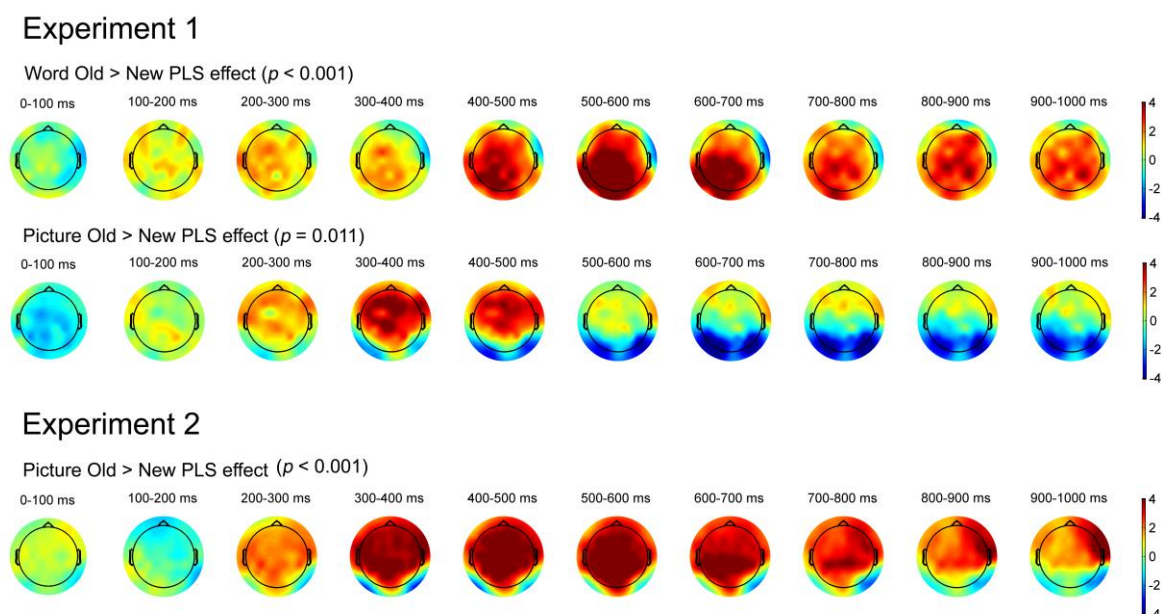 Experiment 1
Word Old > New PLS effect (p < 0.001)
0-100 ms 100-200 ms 200-300 ms 300-400 ms 400-500 ms 500-600 ms 600-700 ms 700-800 ms 800-900 ms 900-1000 ms
4
2
0
-2
-4
Picture Old > New PLS effect (p = 0.011)
0-100 ms 100-200 ms 200-300 ms 300-400 ms 400-500 ms 500-600 ms 600-700 ms 700-800 ms 800-900 ms 900-1000 ms
4
2
0
-2
-4
Experiment 2
Picture Old > New PLS effect (p < 0.001)
0-100 ms 100-200 ms 200-300 ms 300-400 ms 400-500 ms 500-600 ms 600-700 ms 700-800 ms 800-900 ms 900-1000 ms
4
2
0
-2
-4